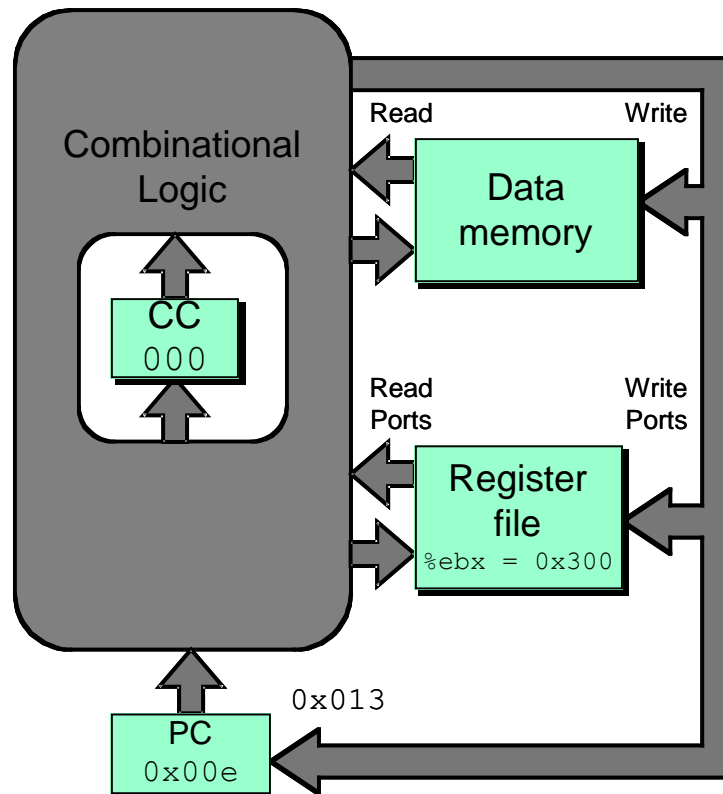 Combinational
Logic
CC
000
Read
Write
Data
memory
Read
Ports
Write
Ports
Register
file
%ebx = 0x300
0x013
PC
0x00e